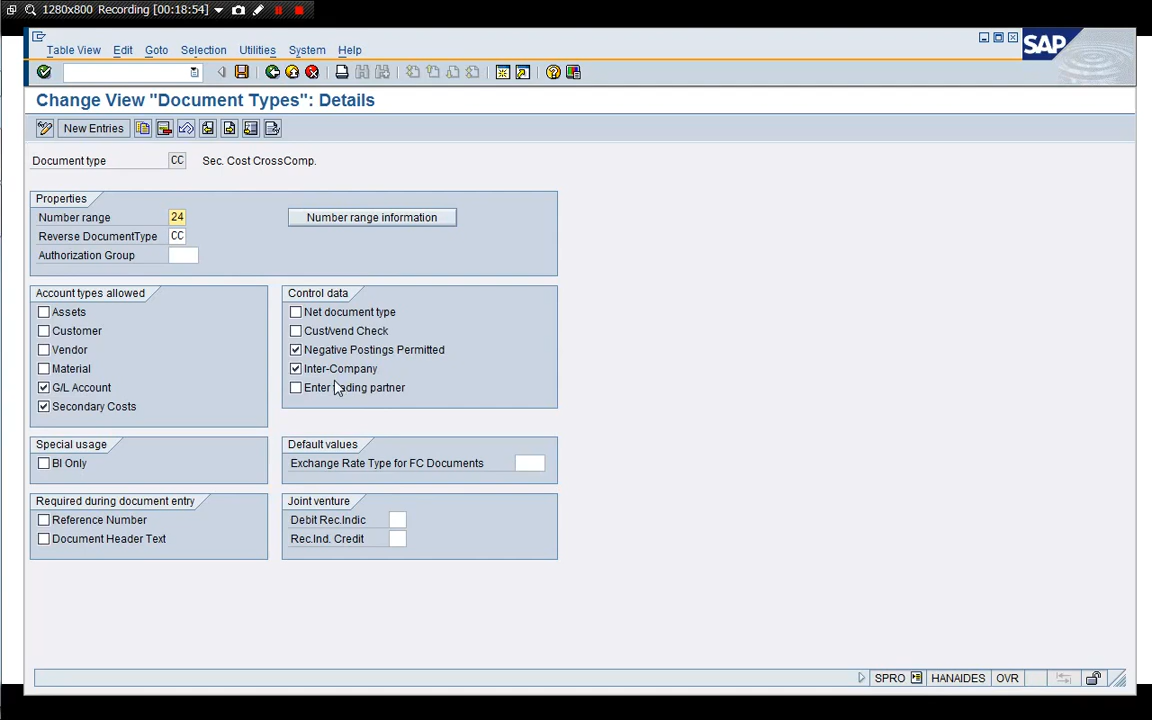 1280x800 Recording [00:18:54]
Table View Edit Goto Selection Utilities System Help
SAP
Change View "Document Types": Details
New Entries
Document type CC Sec. Cost CrossComp.
Properties
Number range 24 Number range information
Reverse DocumentType CC
Authorization Group
Account types allowed
Assets
Customer
Vendor
Material
G/L Account
Secondary Costs
Control data
Net document type
Cust/vend Check
Negative Postings Permitted
Inter-Company
Enter trading partner
Special usage
BI Only
Default values
Exchange Rate Type for FC Documents
Required during document entry
Reference Number
Document Header Text
Joint venture
Debit Rec.Indic
Rec.Ind. Credit
SPRO HANAIDES OVR